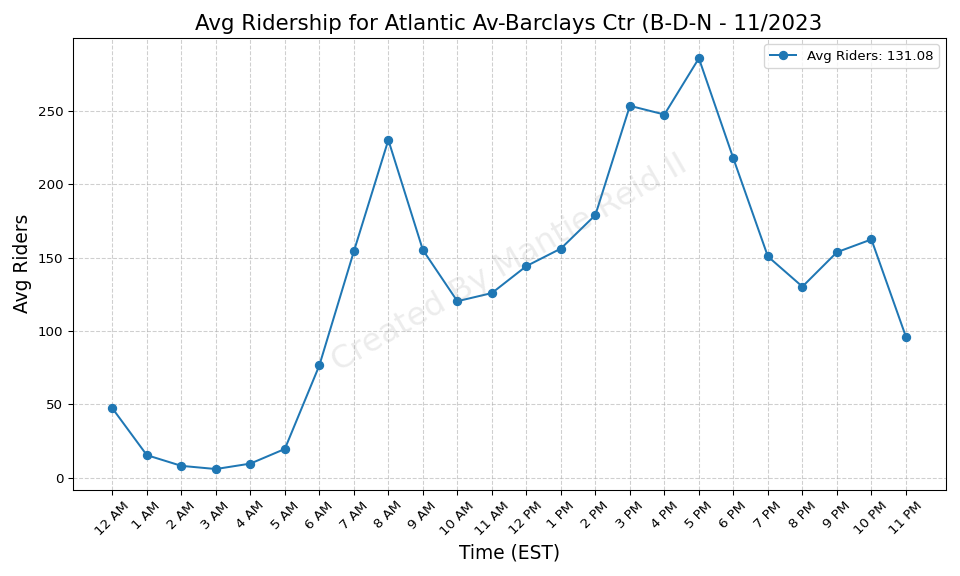 Avg Ridership for Atlantic Av-Barclays Ctr (B-D-N - 11/2023
Avg Riders: 131.08
Avg Riders
250
200
150
100
50
0
Created By Mantie Reid II
12 AM
1 AM
2 AM
3 AM
4 AM
5 AM
6 AM
7 AM
8 AM
9 AM
10 AM
11 AM
12 PM
1 PM
2 PM
3 PM
4 PM
5 PM
6 PM
7 PM
8 PM
9 PM
10 PM
11 PM
Time (EST)